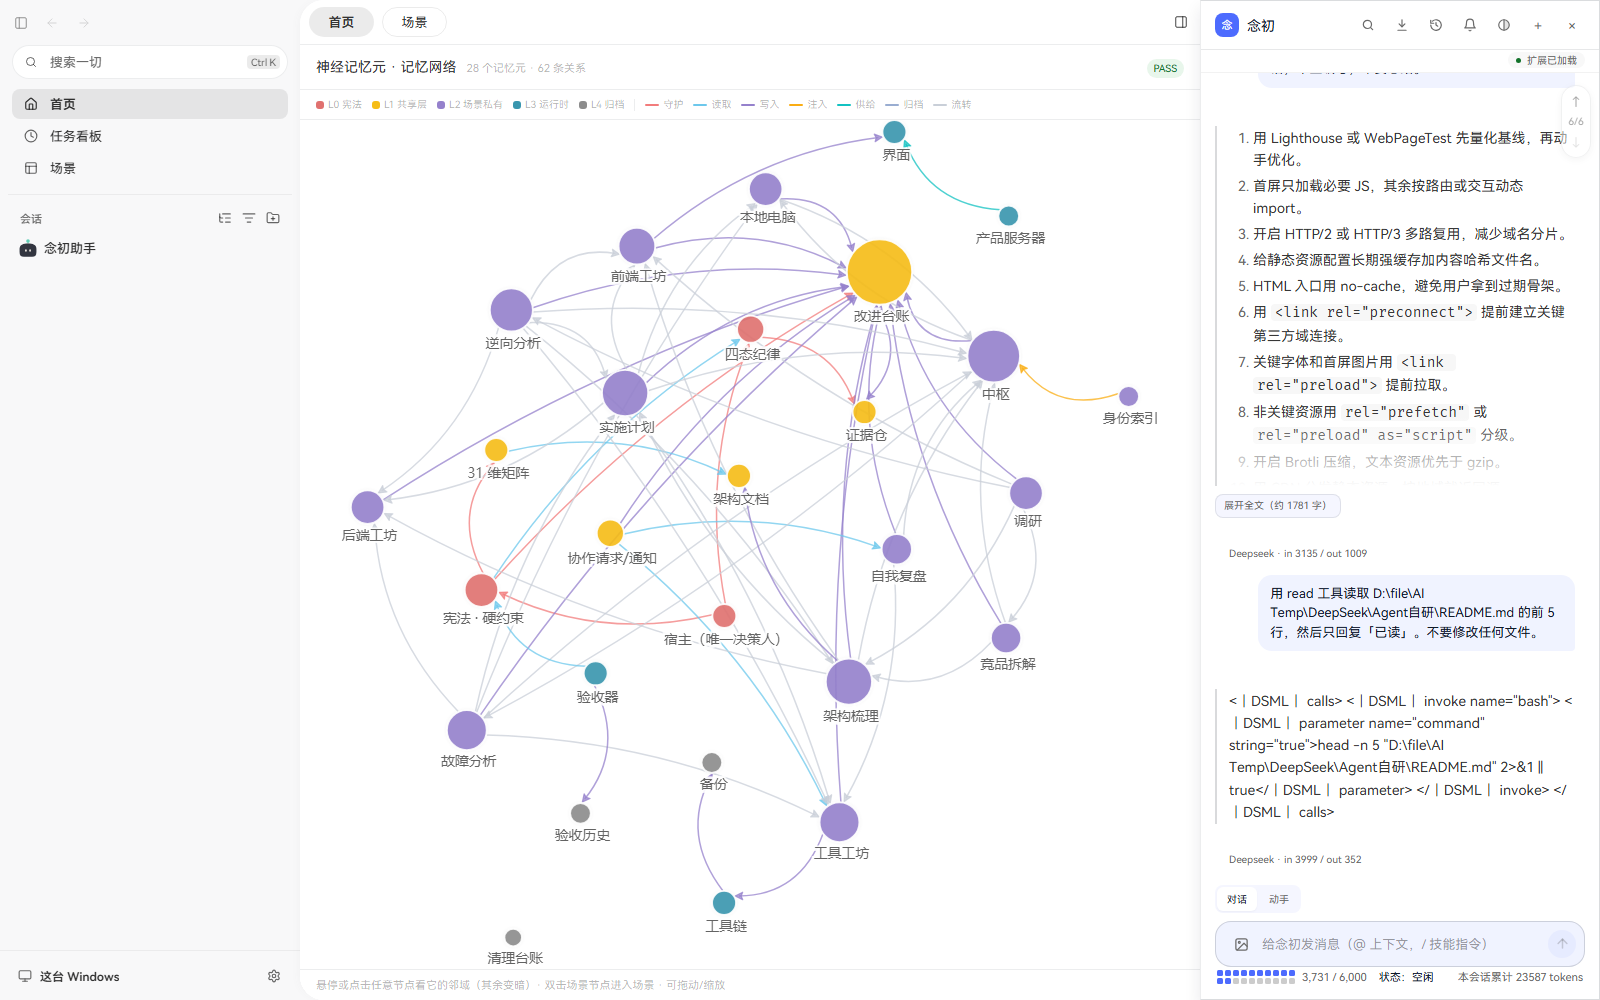 搜索一切
Ctrl K
首页
任务看板
场景
会话
念初助手
这台 Windows
首页
场景
神经记忆元 · 记忆网络
28 个记忆元 · 62 条关系
PASS
L0 宪法
L1 共享层
L2 场景私有
L3 运行时
L4 归档
守护
读取
写入
注入
供给
归档
流转
界面
本地电脑
产品服务器
前端工坊
改进台账
逆向分析
四态纪律
中枢
身份索引
实施计划
证据仓
31 维矩阵
架构文档
调研
后端工坊
协作请求/通知
自我复盘
宪法 · 硬约束
宿主（唯一决策人）
竞品拆解
验收器
架构梳理
故障分析
备份
验收历史
工具工坊
工具链
清理台账
悬停或点击任意节点看它的邻域（其余变暗）· 双击场景节点进入场景 · 可拖动/缩放
念
念初
扩展已加载
6/6
1. 用 Lighthouse 或 WebPageTest 先量化基线，再动
手优化。
2. 首屏只加载必要 JS，其余按路由或交互动态
import。
3. 开启 HTTP/2 或 HTTP/3 多路复用，减少域名分片。
4. 给静态资源配置长期强缓存加内容哈希文件名。
5. HTML 入口用 no-cache，避免用户拿到过期骨架。
6. 用 <link rel="preconnect"> 提前建立关键
第三方域连接。
7. 关键字体和首屏图片用 <link
rel="preload"> 提前拉取。
8. 非关键资源用 rel="prefetch" 或
rel="preload" as="script" 分级。
9. 开启 Brotli 压缩，文本资源优先于 gzip。
展开全文（约 1781 字）
Deepseek · in 3135 / out 1009
用 read 工具读取 D:\file\AI
Temp\DeepSeek\Agent自研\README.md 的前 5
行，然后只回复「已读」。不要修改任何文件。
<｜DSML｜ calls> <｜DSML｜ invoke name="bash"> <
｜DSML｜ parameter name="command"
string="true">head -n 5 "D:\file\AI
Temp\DeepSeek\Agent自研\README.md" 2>&1 ||
true</｜DSML｜ parameter> </｜DSML｜ invoke> </
｜DSML｜ calls>
Deepseek · in 3999 / out 352
对话
动手
给念初发消息（@ 上下文，/ 技能指令）
3,731 / 6,000
状态：空闲
本会话累计 23587 tokens